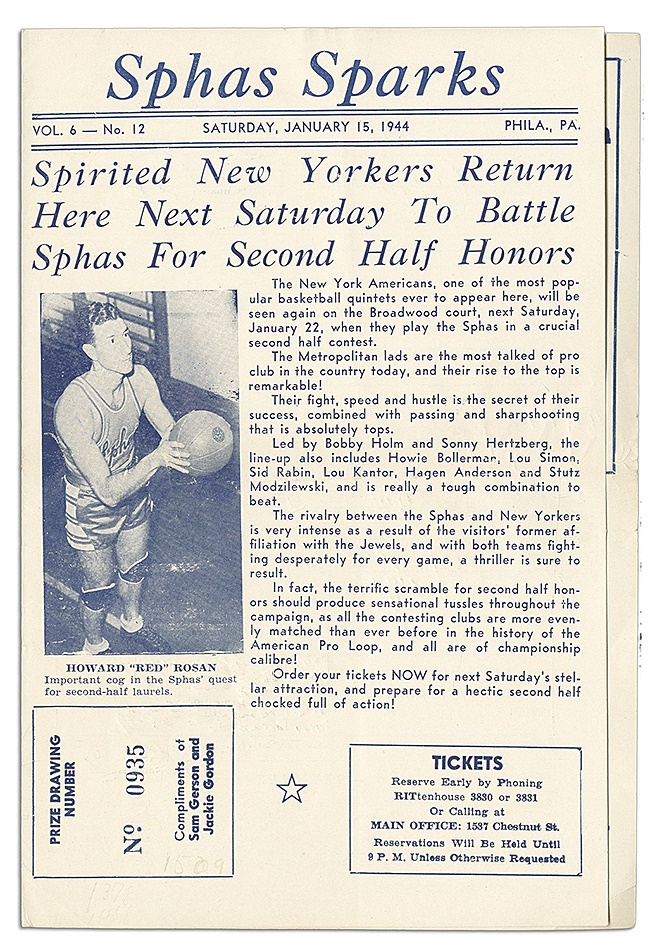 Sphas Sparks
VOL. 6 — No. 12 SATURDAY, JANUARY 15, 1944 PHILA., PA.
Spirited New Yorkers Return
Here Next Saturday To Battle
Sphas For Second Half Honors
The New York Americans, one of the most pop-
ular basketball quintets ever to appear here, will be
seen again on the Broadwood court, next Saturday,
January 22, when they play the Sphas in a crucial
second half contest.
The Metropolitan lads are the most talked of pro
club in the country today, and their rise to the top is
remarkable!
Their fight, speed and hustle is the secret of their
success, combined with passing and sharpshooting
that is absolutely tops.
Led by Bobby Holm and Sonny Hertzberg, the
line-up also includes Howie Bollerman, Lou Simon,
Sid Rabin, Lou Kantor, Hagen Anderson and Stutz
Modzilewski, and is really a tough combination to
beat.
The rivalry between the Sphas and New Yorkers
is very intense as a result of the visitors' former af-
filiation with the Jewels, and with both teams fight-
ing desperately for every game, a thriller is sure to
result.
In fact, the terrific scramble for second half hon-
ors should produce sensational tussles throughout the
campaign, as all the contesting clubs are more even-
ly matched than ever before in the history of the
American Pro Loop, and all are of championship
calibre!
Order your tickets NOW for next Saturday's stel-
lar attraction, and prepare for a hectic second half
chocked full of action!
Sphas
HOWARD "RED" ROSAN
Important cog in the Sphas' quest
for second-half laurels.
PRIZE DRAWING
NUMBER
Nº 0935
Compliments of
Sam Gerson and
Jackie Gordon
TICKETS
Reserve Early by Phoning
RITtenhouse 3830 or 3831
Or Calling at
MAIN OFFICE: 1537 Chestnut St.
Reservations Will Be Held Until
9 P. M. Unless Otherwise Requested